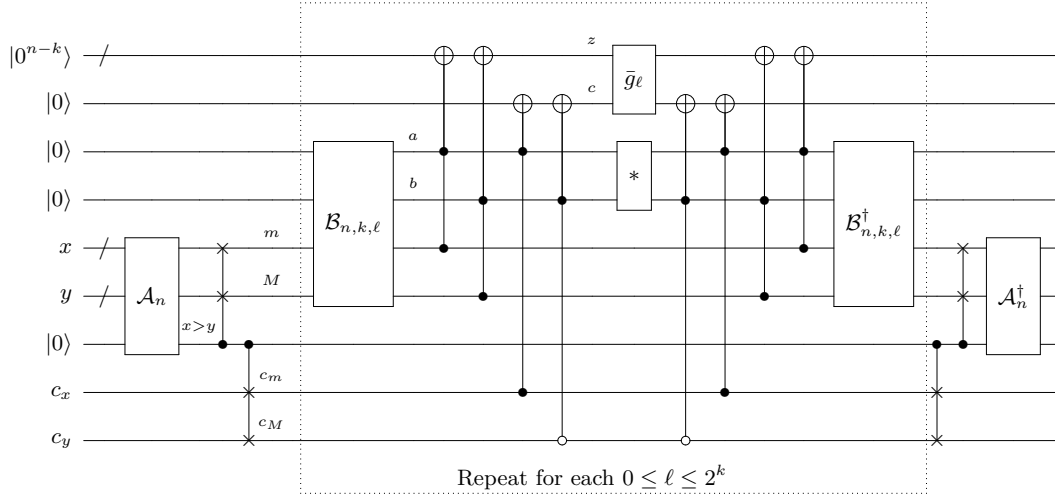 |0^{n−k}⟩ z ḡ_ℓ
|0⟩ c
|0⟩ a *
|0⟩ b
ℬ_{n,k,ℓ} ℬ†_{n,k,ℓ}
x m
𝒜_n 𝒜†_n
y M
|0⟩ x>y
c_x c_m
c_y c_M
Repeat for each 0 ≤ ℓ ≤ 2^k